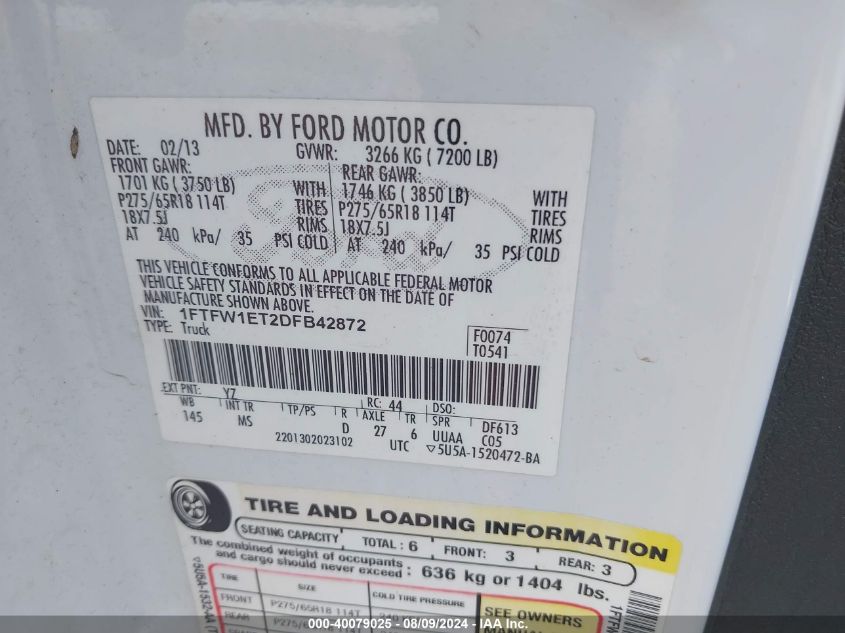 MFD. BY FORD MOTOR CO.
DATE: 02/13 GVWR: 3266 KG ( 7200 LB)
FRONT GAWR: REAR GAWR:
1701 KG ( 3750 LB) WITH 1746 KG ( 3850 LB) WITH
P275/65R18 114T TIRES P275/65R18 114T TIRES
18X7.5J RIMS 18X7.5J RIMS
AT 240 kPa/ 35 PSI COLD AT 240 kPa/ 35 PSI COLD
THIS VEHICLE CONFORMS TO ALL APPLICABLE FEDERAL MOTOR
VEHICLE SAFETY STANDARDS IN EFFECT ON THE DATE OF
MANUFACTURE SHOWN ABOVE.
VIN: 1FTFW1ET2DFB42872
TYPE: Truck
F0074
T0541
EXT PNT: YZ RC: 44 DSO:
WB INT TR TP/PS R AXLE TR SPR DF613
145 MS D 27 6 UUAA C05
2201302023102 UTC ▽5U5A-1520472-BA
TIRE AND LOADING INFORMATION
SEATING CAPACITY TOTAL : 6 FRONT: 3 REAR: 3
The combined weight of occupants
and cargo should never exceed : 636 kg or 1404 lbs.
TIRE SIZE COLD TIRE PRESSURE
FRONT P275/65R18 114T
REAR
SEE OWNERS
000-40079025 - 08/09/2024 - IAA Inc.